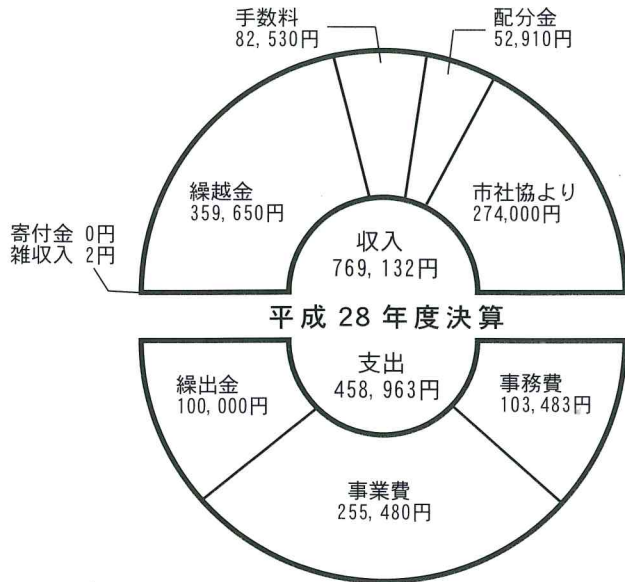 手数料
82,530円
配分金
52,910円
繰越金
359,650円
市社協より
274,000円
寄付金 0円
雑収入 2円
収入
769,132円
平成 28 年度決算
支出
458,963円
繰出金
100,000円
事務費
103,483円
事業費
255,480円